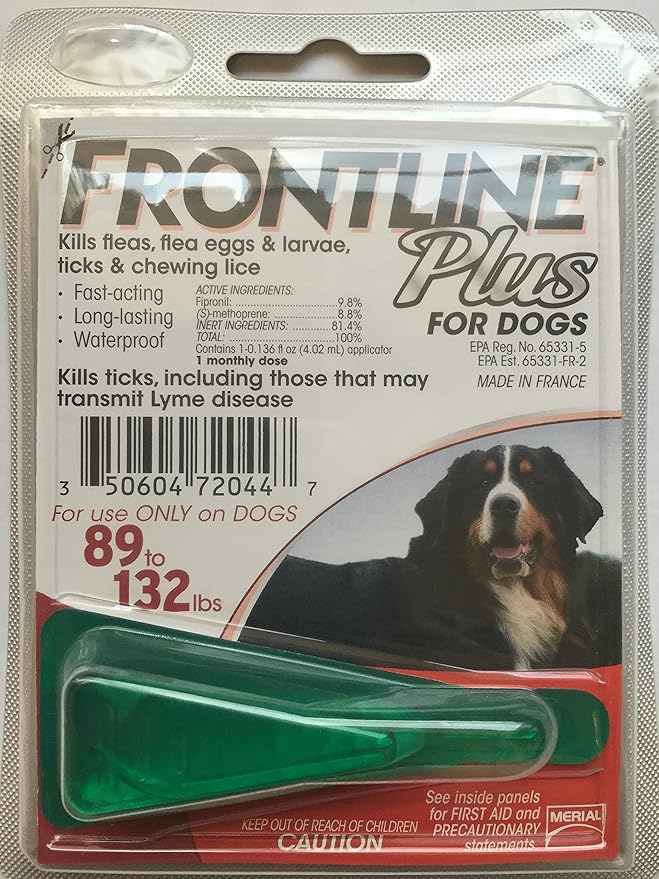 FRONTLINE®
Plus
FOR DOGS
Kills fleas, flea eggs & larvae,
ticks & chewing lice
· Fast-acting
· Long-lasting
· Waterproof
ACTIVE INGREDIENTS:
Fipronil: ........................... 9.8%
(S)-methoprene: ............... 8.8%
INERT INGREDIENTS: ............ 81.4%
TOTAL: ............................. 100%
Contains 1-0.136 fl oz (4.02 mL) applicator
1 monthly dose
EPA Reg. No. 65331-5
EPA Est. 65331-FR-2
MADE IN FRANCE
Kills ticks, including those that may
transmit Lyme disease
3 50604 72044 7
For use ONLY on DOGS
89 to
132 lbs
See inside panels
for FIRST AID and
PRECAUTIONARY
statements.
MERIAL
KEEP OUT OF REACH OF CHILDREN
CAUTION